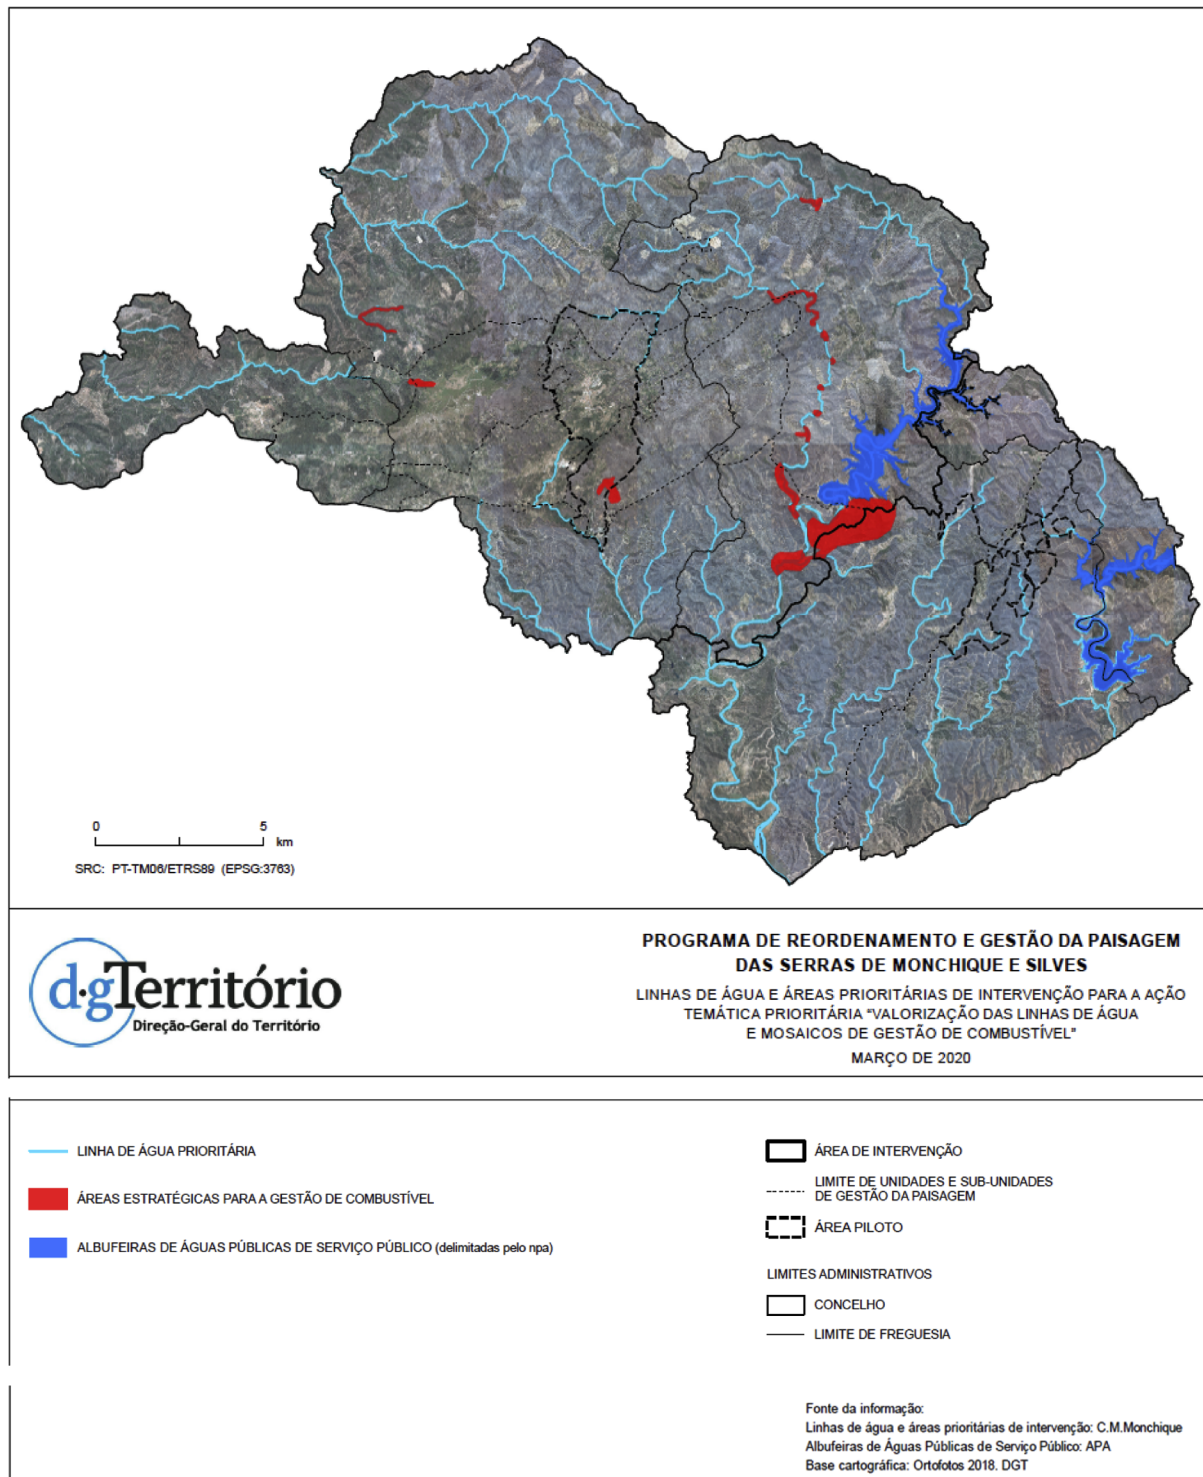 0 5
km
SRC: PT-TM06/ETRS89 (EPSG:3763)
d·gTerritório
Direção-Geral do Território
PROGRAMA DE REORDENAMENTO E GESTÃO DA PAISAGEM
DAS SERRAS DE MONCHIQUE E SILVES
LINHAS DE ÁGUA E ÁREAS PRIORITÁRIAS DE INTERVENÇÃO PARA A AÇÃO
TEMÁTICA PRIORITÁRIA "VALORIZAÇÃO DAS LINHAS DE ÁGUA
E MOSAICOS DE GESTÃO DE COMBUSTÍVEL"
MARÇO DE 2020
LINHA DE ÁGUA PRIORITÁRIA
ÁREAS ESTRATÉGICAS PARA A GESTÃO DE COMBUSTÍVEL
ALBUFEIRAS DE ÁGUAS PÚBLICAS DE SERVIÇO PÚBLICO (delimitadas pelo npa)
ÁREA DE INTERVENÇÃO
LIMITE DE UNIDADES E SUB-UNIDADES
DE GESTÃO DA PAISAGEM
ÁREA PILOTO
LIMITES ADMINISTRATIVOS
CONCELHO
LIMITE DE FREGUESIA
Fonte da informação:
Linhas de água e áreas prioritárias de intervenção: C.M.Monchique
Albufeiras de Águas Públicas de Serviço Público: APA
Base cartográfica: Ortofotos 2018. DGT